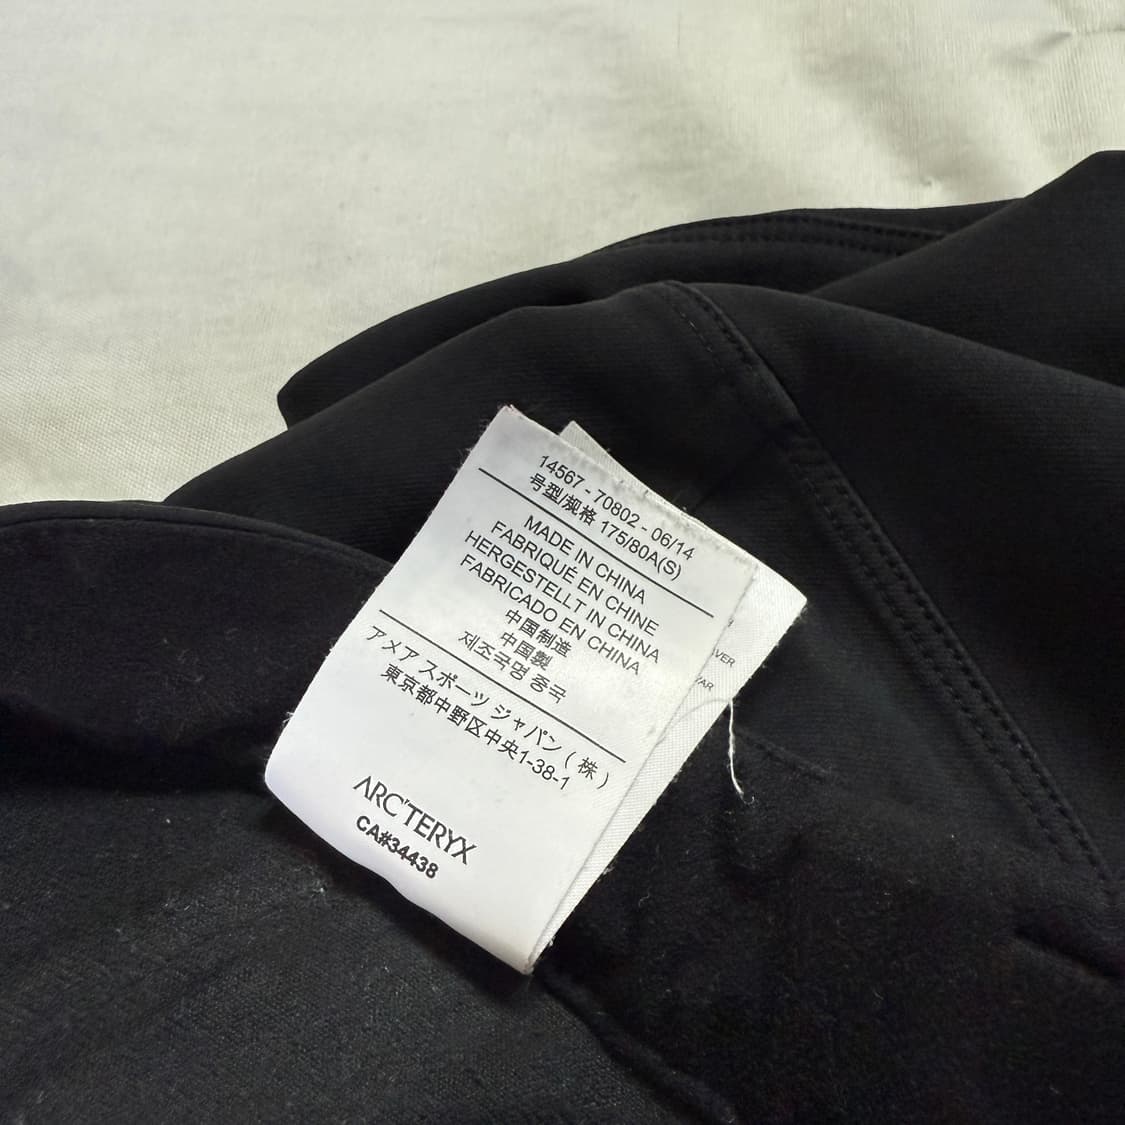 14567 - 70802 - 06/14
号型/规格 175/80A(S)
MADE IN CHINA
FABRIQUÉ EN CHINE
HERGESTELLT IN CHINA
FABRICADO EN CHINA
中国制造
中国製
제조국명 중국
アメア スポーツ ジャパン ( 株 )
東京都中野区中央1-38-1
ARC'TERYX
CA#34438
VER
/AR